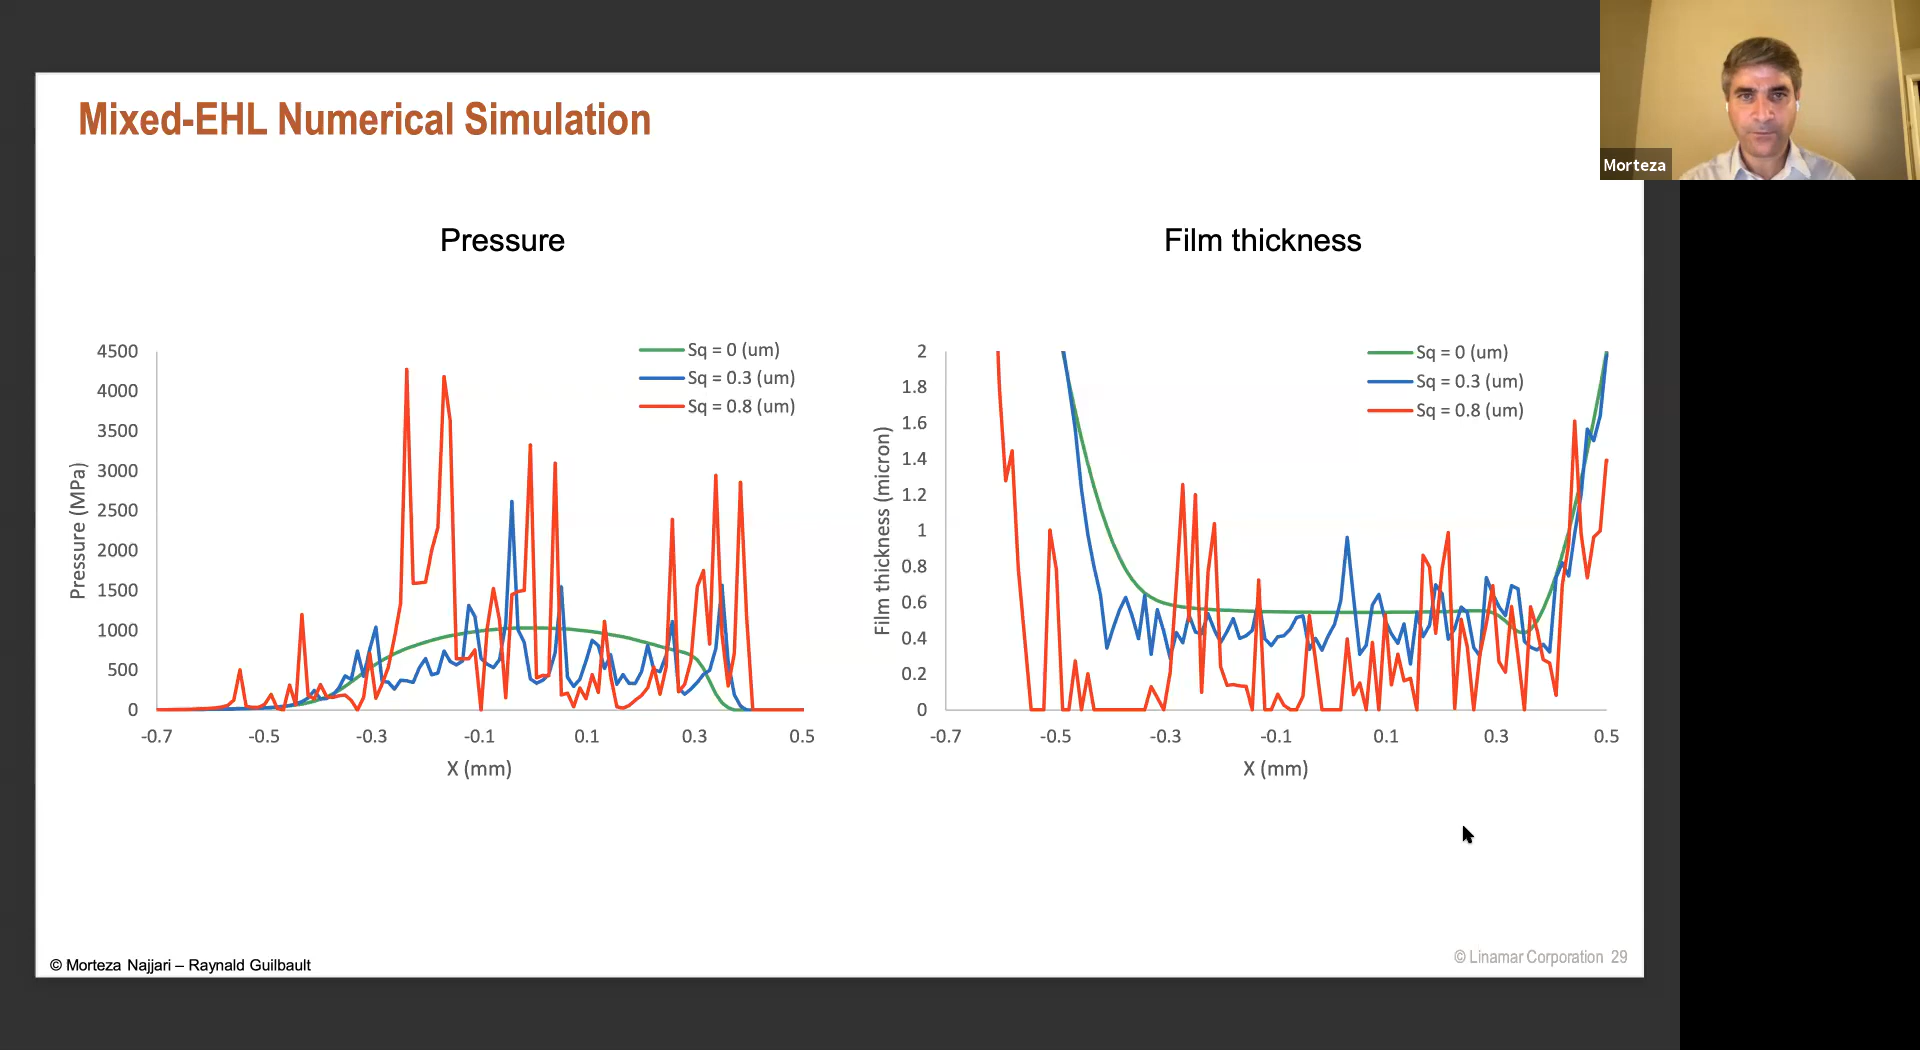 Mixed-EHL Numerical Simulation
Morteza
Pressure
Sq = 0 (um)
Sq = 0.3 (um)
Sq = 0.8 (um)
4500
4000
3500
3000
2500
2000
1500
1000
500
0
Pressure (MPa)
-0.7 -0.5 -0.3 -0.1 0.1 0.3 0.5
X (mm)
Film thickness
Sq = 0 (um)
Sq = 0.3 (um)
Sq = 0.8 (um)
2
1.8
1.6
1.4
1.2
1
0.8
0.6
0.4
0.2
0
Film thickness (micron)
-0.7 -0.5 -0.3 -0.1 0.1 0.3 0.5
X (mm)
© Morteza Najjari – Raynald Guilbault
© Linamar Corporation 29